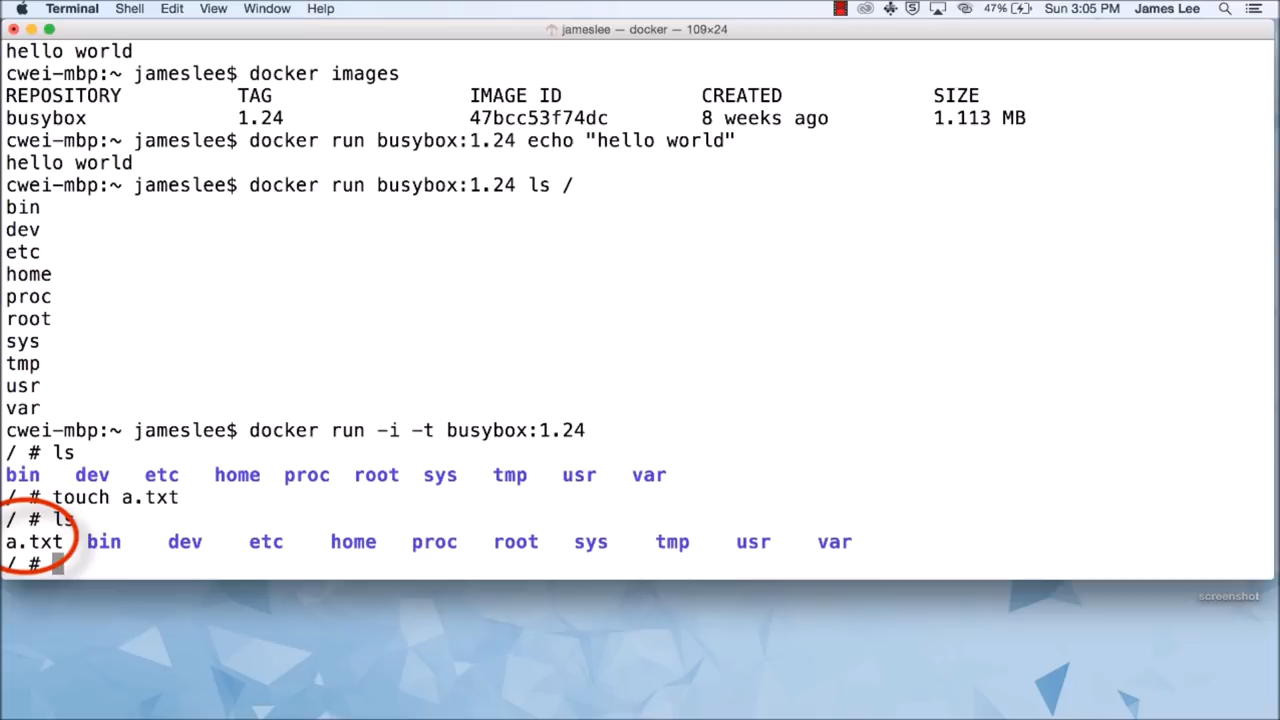 Terminal Shell Edit View Window Help 47% Sun 3:05 PM James Lee
jameslee — docker — 109×24
hello world
cwei-mbp:~ jameslee$ docker images
REPOSITORY TAG IMAGE ID CREATED SIZE
busybox 1.24 47bcc53f74dc 8 weeks ago 1.113 MB
cwei-mbp:~ jameslee$ docker run busybox:1.24 echo "hello world"
hello world
cwei-mbp:~ jameslee$ docker run busybox:1.24 ls /
bin
dev
etc
home
proc
root
sys
tmp
usr
var
cwei-mbp:~ jameslee$ docker run -i -t busybox:1.24
/ # ls
bin dev etc home proc root sys tmp usr var
/ # touch a.txt
/ # ls
a.txt bin dev etc home proc root sys tmp usr var
/ #
screenshot